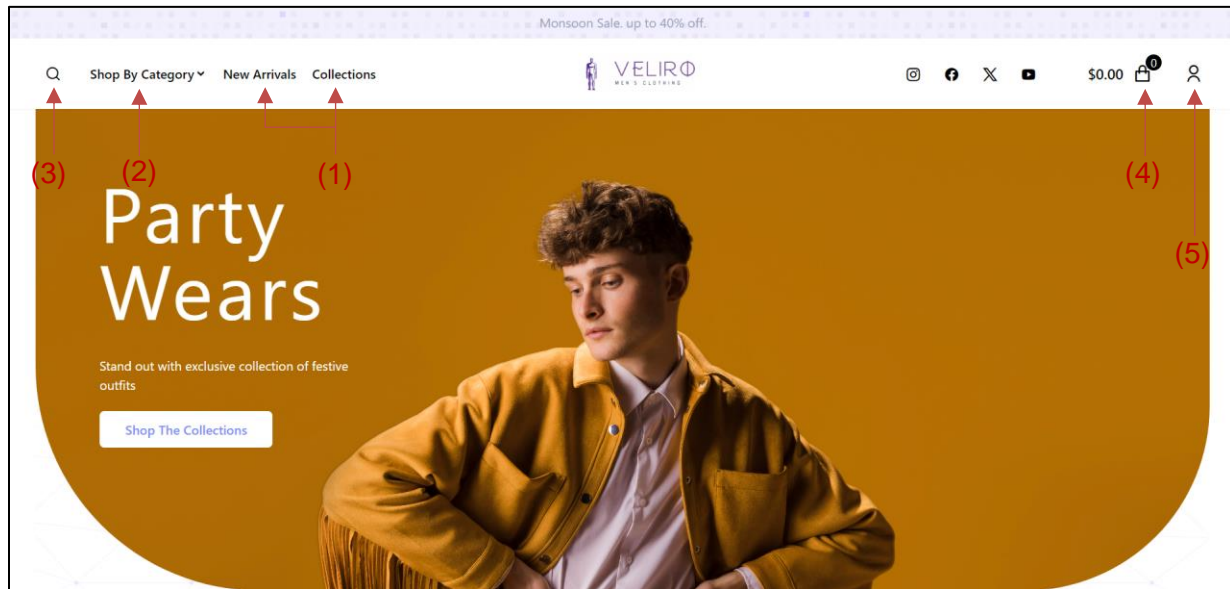 Monsoon Sale. up to 40% off.
Shop By Category New Arrivals Collections VELIRO $0.00 0
MEN'S CLOTHING
(3) (2) (1) (4)
Party
Wears
(5)
Stand out with exclusive collection of festive
outfits
Shop The Collections